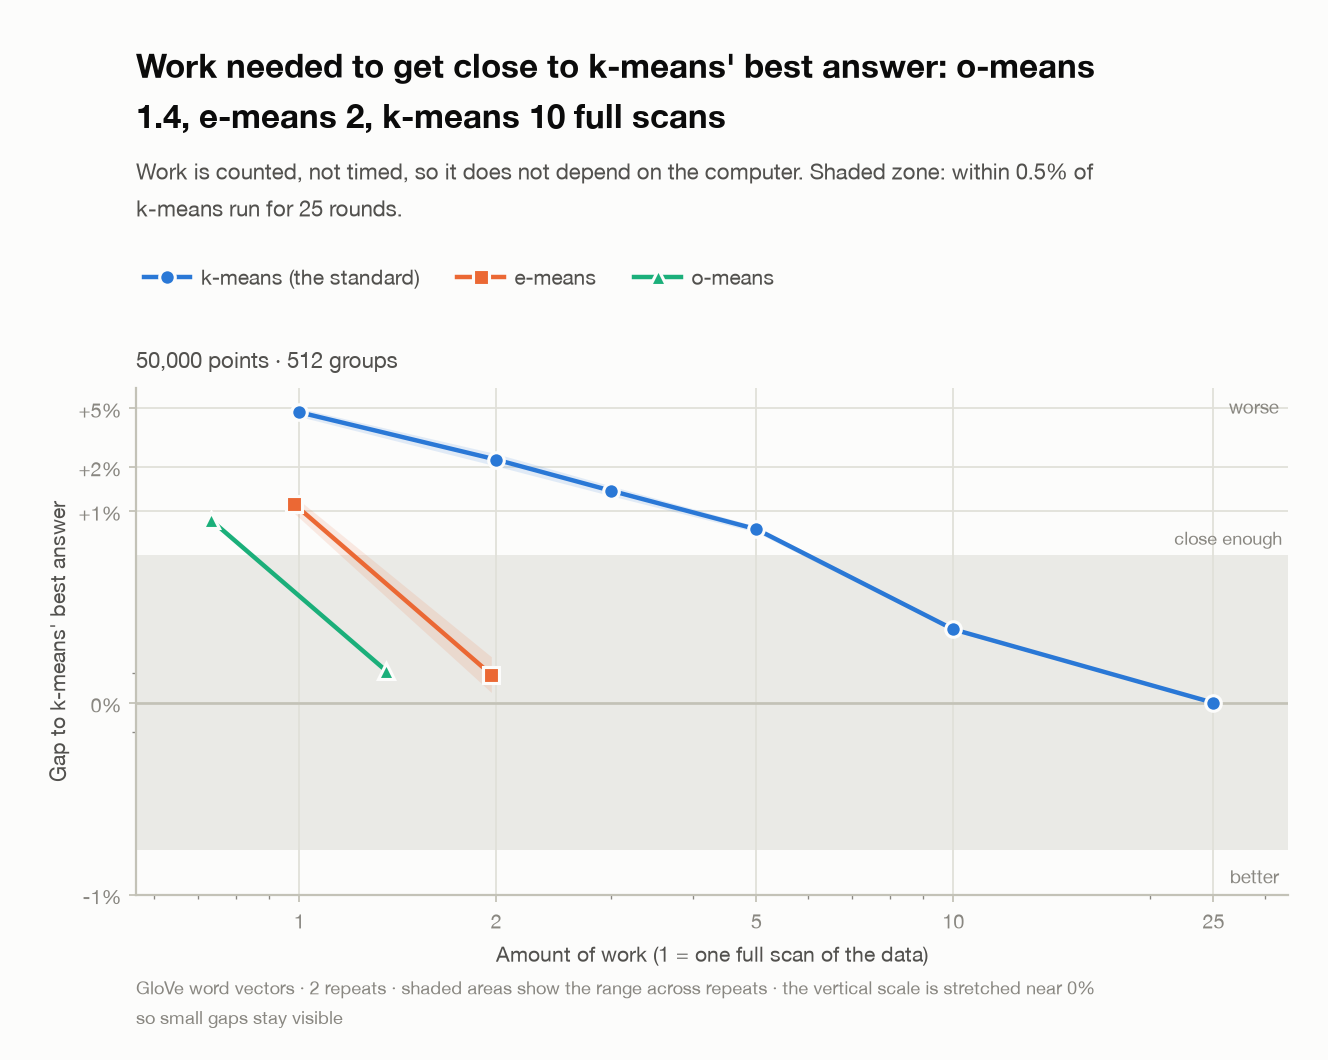 Work needed to get close to k-means' best answer: o-means
1.4, e-means 2, k-means 10 full scans
Work is counted, not timed, so it does not depend on the computer. Shaded zone: within 0.5% of
k-means run for 25 rounds.
k-means (the standard)
e-means
o-means
50,000 points · 512 groups
+5%
worse
+2%
+1%
close enough
0%
better
-1%
Gap to k-means' best answer
1
2
5
10
25
Amount of work (1 = one full scan of the data)
GloVe word vectors · 2 repeats · shaded areas show the range across repeats · the vertical scale is stretched near 0%
so small gaps stay visible